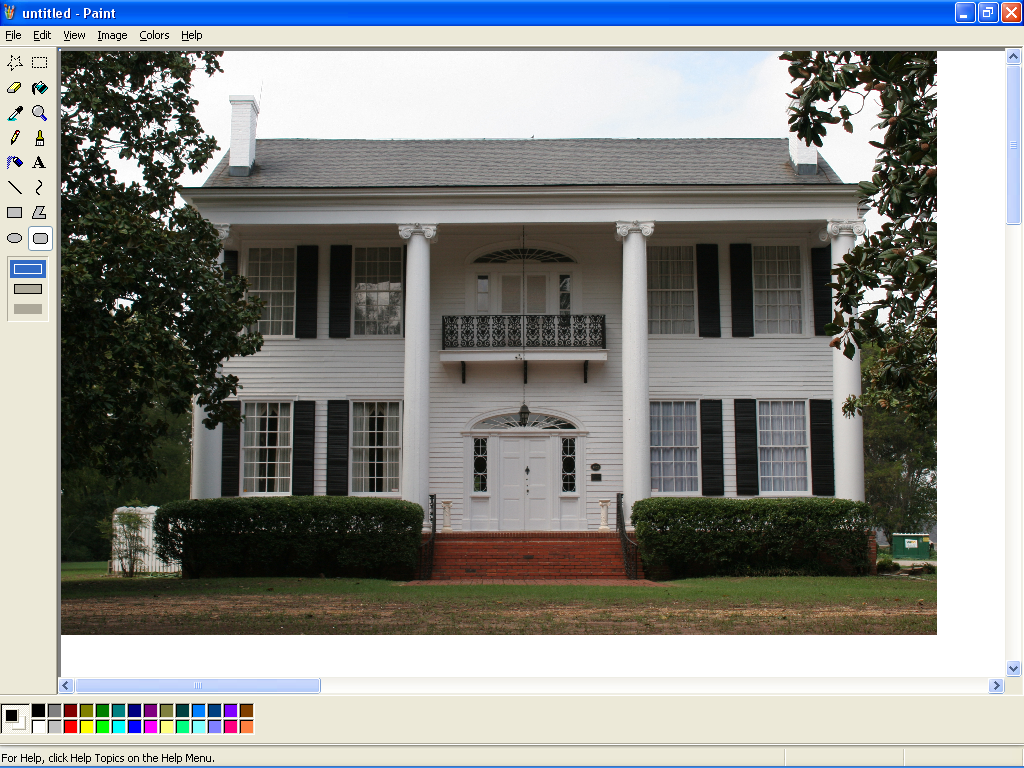 untitled - Paint
File Edit View Image Colors Help
A
For Help, click Help Topics on the Help Menu.